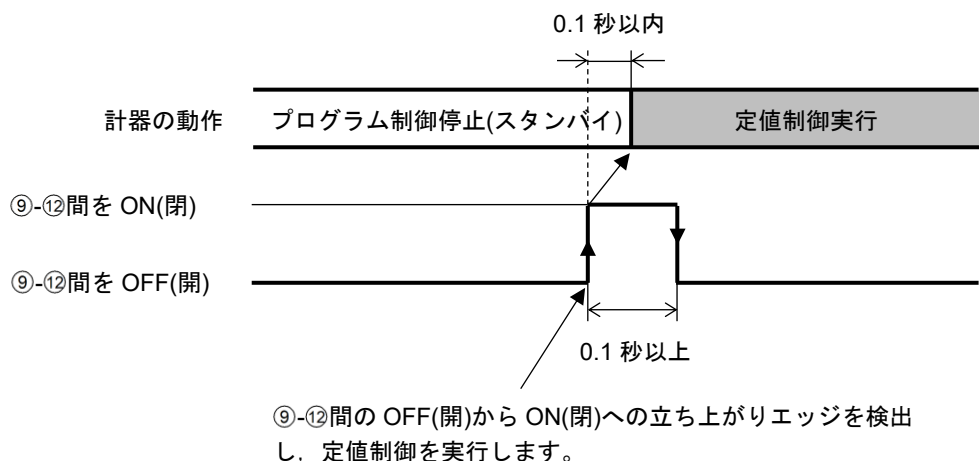 0.1 秒以内
計器の動作 プログラム制御停止(スタンバイ) 定値制御実行
⑨-⑫間を ON(閉)
⑨-⑫間を OFF(開)
0.1 秒以上
⑨-⑫間の OFF(開)から ON(閉)への立ち上がりエッジを検出
し，定値制御を実行します。